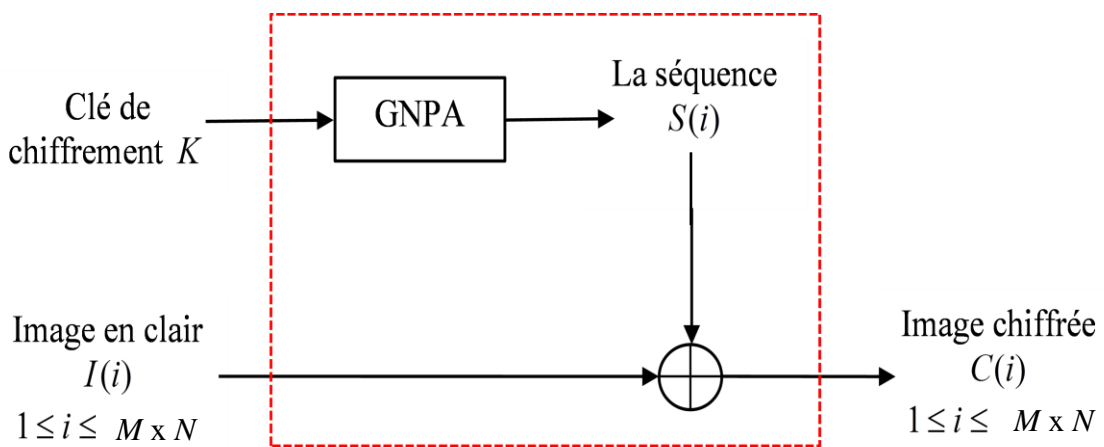 Clé de
chiffrement K
GNPA
La séquence
S(i)
Image en clair
I(i)
1 ≤ i ≤ M x N
Image chiffrée
C(i)
1 ≤ i ≤ M x N